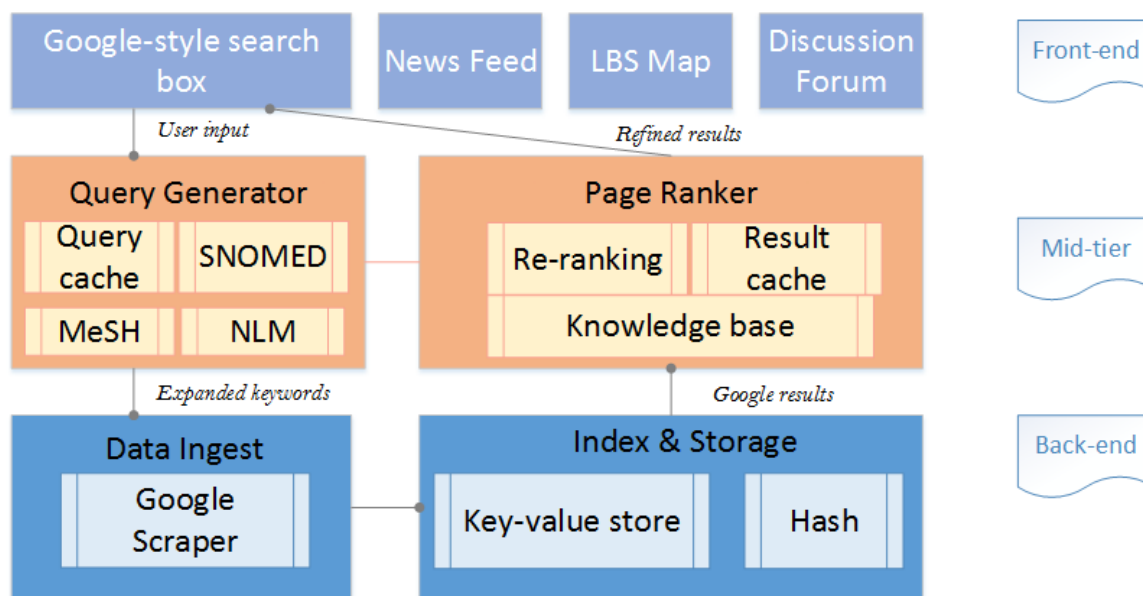 Google-style search
box
News Feed
LBS Map
Discussion
Forum
Front-end
User input
Refined results
Query Generator
Query
cache
SNOMED
MeSH
NLM
Page Ranker
Re-ranking
Result
cache
Knowledge base
Mid-tier
Expanded keywords
Google results
Data Ingest
Google
Scraper
Index & Storage
Key-value store
Hash
Back-end